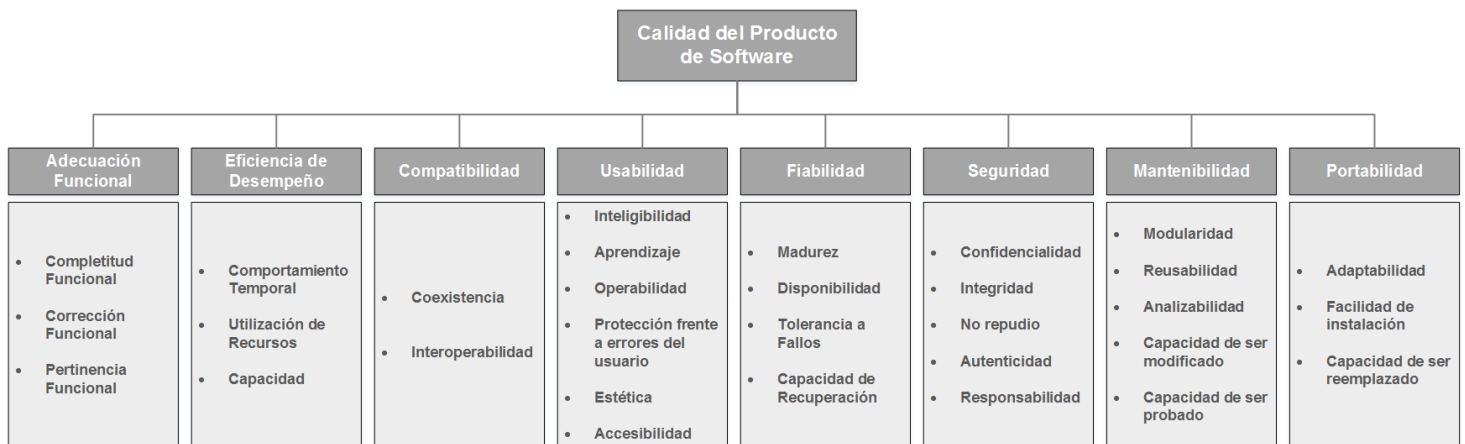 Calidad del Producto
de Software
Adecuación
Funcional
Completitud
Funcional
Corrección
Funcional
Pertinencia
Funcional
Eficiencia de
Desempeño
Comportamiento
Temporal
Utilización de
Recursos
Capacidad
Compatibilidad
Coexistencia
Interoperabilidad
Usabilidad
Inteligibilidad
Aprendizaje
Operabilidad
Protección frente
a errores del
usuario
Estética
Accesibilidad
Fiabilidad
Madurez
Disponibilidad
Tolerancia a
Fallos
Capacidad de
Recuperación
Seguridad
Confidencialidad
Integridad
No repudio
Autenticidad
Responsabilidad
Mantenibilidad
Modularidad
Reusabilidad
Analizabilidad
Capacidad de ser
modificado
Capacidad de ser
probado
Portabilidad
Adaptabilidad
Facilidad de
instalación
Capacidad de ser
reemplazado